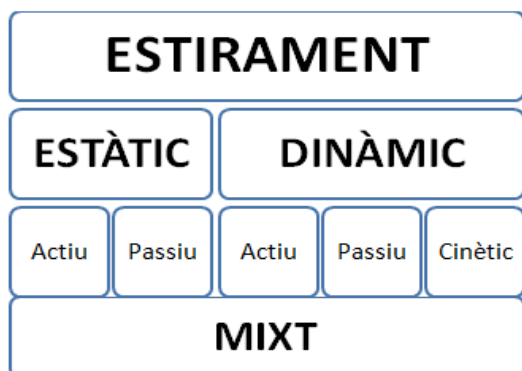 ESTIRAMENT
ESTÀTIC DINÀMIC
Actiu Passiu Actiu Passiu Cinètic
MIXT